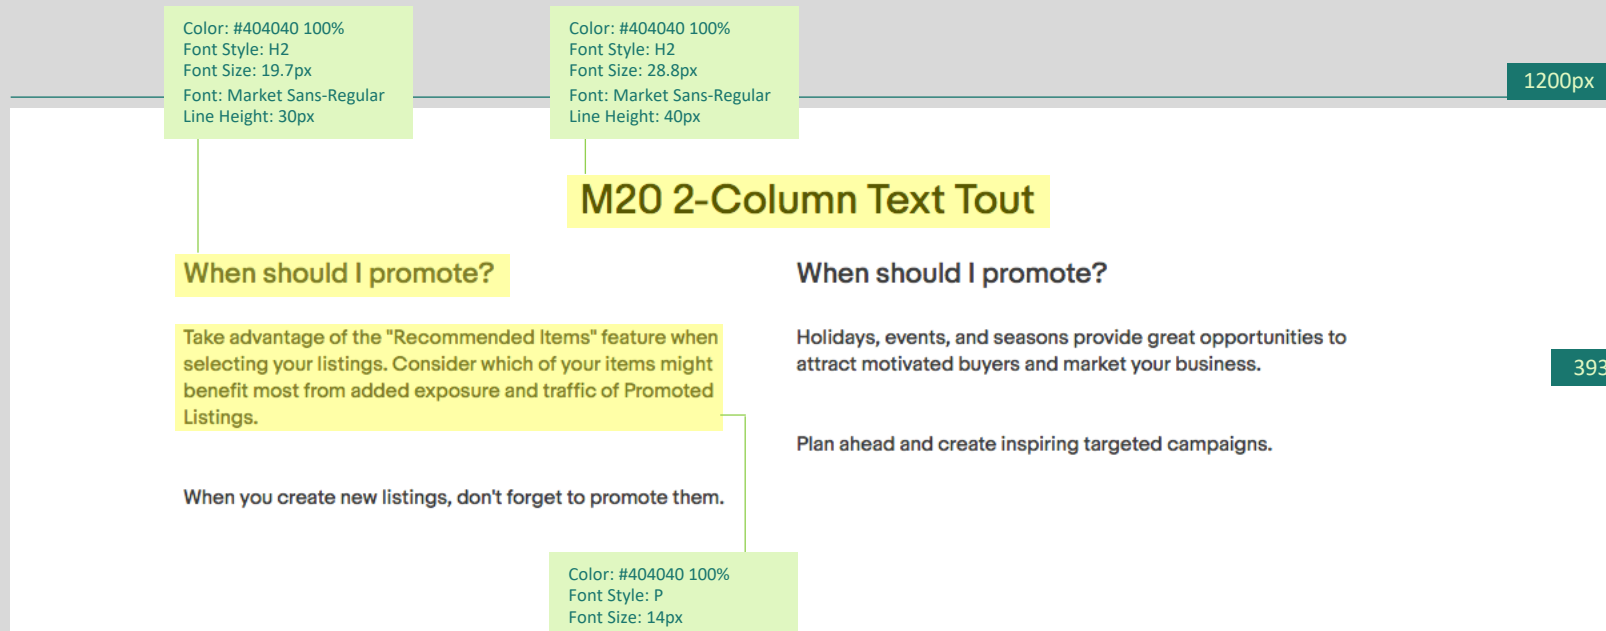 Color: #404040 100%
Font Style: H2
Font Size: 19.7px
Font: Market Sans-Regular
Line Height: 30px
Color: #404040 100%
Font Style: H2
Font Size: 28.8px
Font: Market Sans-Regular
Line Height: 40px
1200px
M20 2-Column Text Tout
When should I promote?
Take advantage of the "Recommended Items" feature when
selecting your listings. Consider which of your items might
benefit most from added exposure and traffic of Promoted
Listings.
When you create new listings, don't forget to promote them.
When should I promote?
Holidays, events, and seasons provide great opportunities to
attract motivated buyers and market your business.
Plan ahead and create inspiring targeted campaigns.
393
Color: #404040 100%
Font Style: P
Font Size: 14px